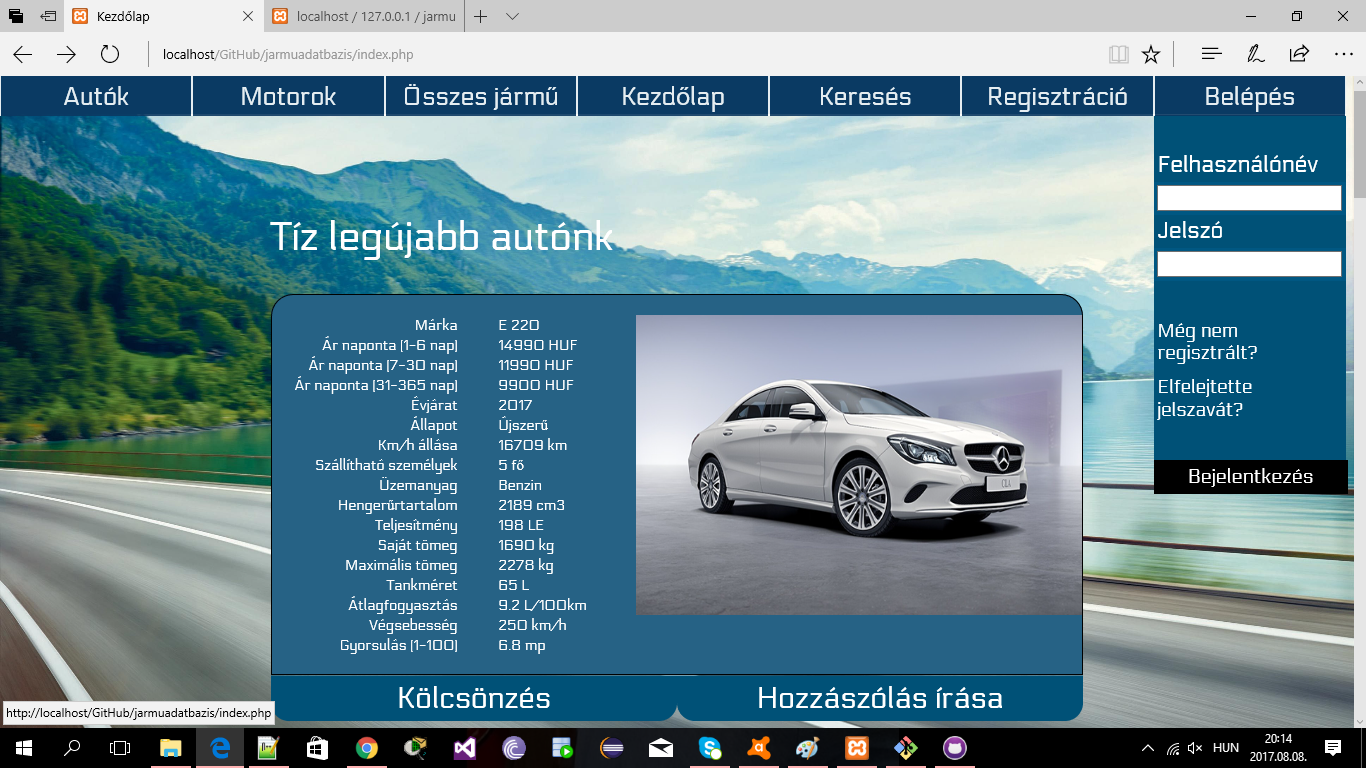 Kezdőlap
localhost / 127.0.0.1 / jarmu
localhost/GitHub/jarmuadatbazis/index.php
Autók Motorok Összes jármű Kezdőlap Keresés Regisztráció Belépés
Felhasználónév
Jelszó
Még nem
regisztrált?
Elfelejtette
jelszavát?
Bejelentkezés
Tíz legújabb autónk
Márka E 220
Ár naponta (1-6 nap) 14990 HUF
Ár naponta (7-30 nap) 11990 HUF
Ár naponta (31-365 nap) 9900 HUF
Évjárat 2017
Állapot Újszerű
Km/h állása 16709 km
Szállítható személyek 5 fő
Üzemanyag Benzin
Hengerűrtartalom 2189 cm3
Teljesítmény 198 LE
Saját tömeg 1690 kg
Maximális tömeg 2278 kg
Tankméret 65 L
Átlagfogyasztás 9.2 L/100km
Végsebesség 250 km/h
Gyorsulás (1-100) 6.8 mp
CLA
Kölcsönzés Hozzászólás írása
http://localhost/GitHub/jarmuadatbazis/index.php
HUN
20:14
2017.08.08.